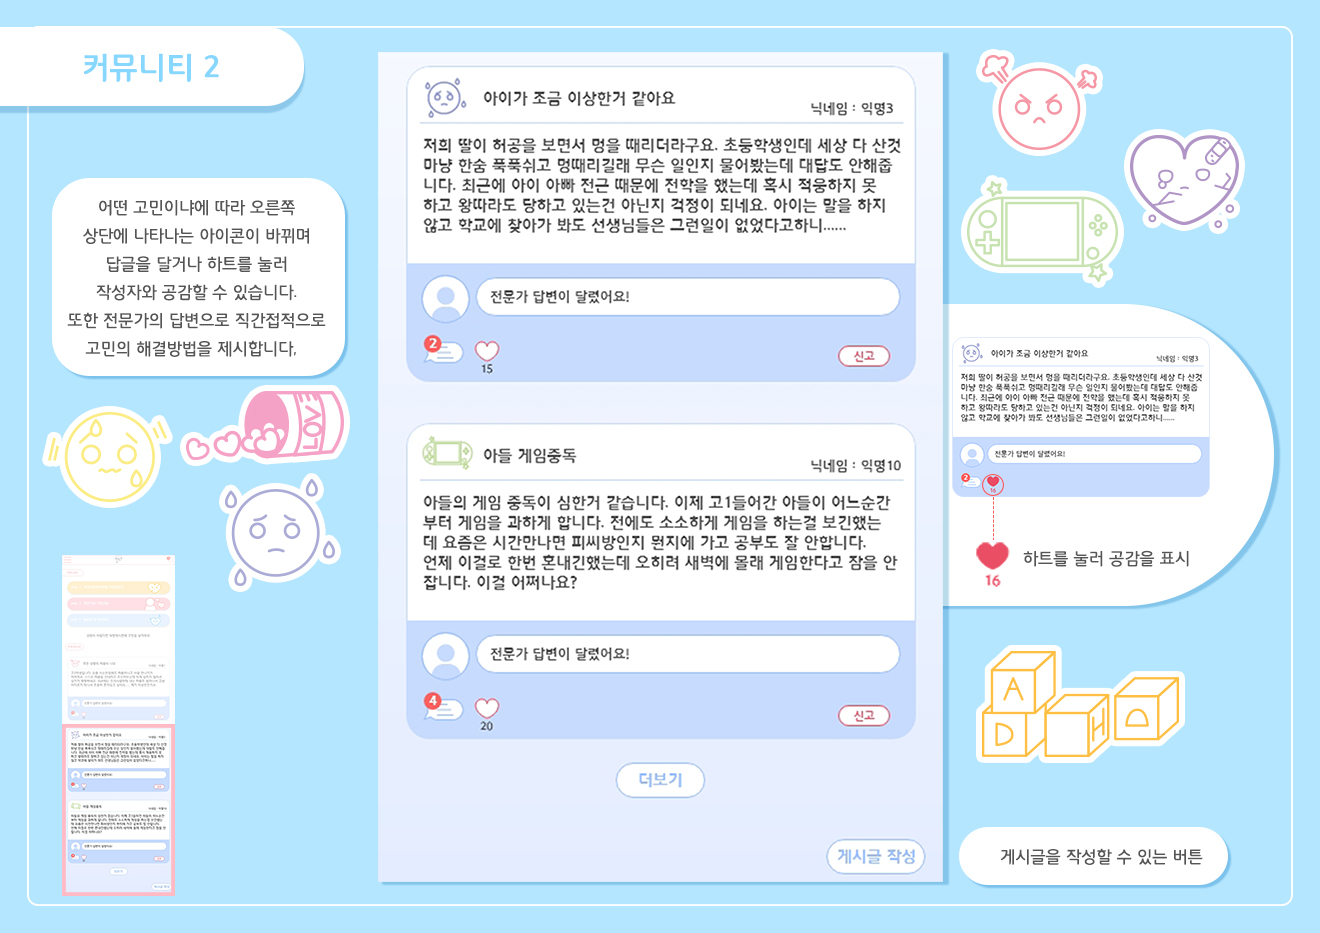 커뮤니티 2
어떤 고민이냐에 따라 오른쪽
상단에 나타나는 아이콘이 바뀌며
답글을 달거나 하트를 눌러
작성자와 공감할 수 있습니다.
또한 전문가의 답변으로 직간접적으로
고민의 해결방법을 제시합니다,
LOVE
아이가 조금 이상한거 같아요
닉네임 : 익명3
저희 딸이 허공을 보면서 멍을 때리더라구요. 초등학생인데 세상 다 산것
마냥 한숨 푹푹쉬고 멍때리길래 무슨 일인지 물어봤는데 대답도 안해줍
니다. 최근에 아이 아빠 전근 때문에 전학을 했는데 혹시 적응하지 못
하고 왕따라도 당하고 있는건 아닌지 걱정이 되네요. 아이는 말을 하지
않고 학교에 찾아가 봐도 선생님들은 그런일이 없었다고하니......
전문가 답변이 달렸어요!
2
15
신고
아들 게임중독
닉네임 : 익명10
아들의 게임 중독이 심한거 같습니다. 이제 고1들어간 아들이 어느순간
부터 게임을 과하게 합니다. 전에도 소소하게 게임을 하는걸 보긴했는
데 요즘은 시간만나면 피씨방인지 뭔지에 가고 공부도 잘 안합니다.
언제 이걸로 한번 혼내긴했는데 오히려 새벽에 몰래 게임한다고 잠을 안
잡니다. 이걸 어쩌나요?
전문가 답변이 달렸어요!
4
20
신고
더보기
게시글 작성
아이가 조금 이상한거 같아요
닉네임 : 익명3
저희 딸이 허공을 보면서 멍을 때리더라구요. 초등학생인데 세상 다 산것
마냥 한숨 푹푹쉬고 멍때리길래 무슨 일인지 물어봤는데 대답도 안해줍
니다. 최근에 아이 아빠 전근 때문에 전학을 했는데 혹시 적응하지 못
하고 왕따라도 당하고 있는건 아닌지 걱정이 되네요. 아이는 말을 하지
않고 학교에 찾아가 봐도 선생님들은 그런일이 없었다고하니......
전문가 답변이 달렸어요!
2
16
16
하트를 눌러 공감을 표시
A
D H D
게시글을 작성할 수 있는 버튼